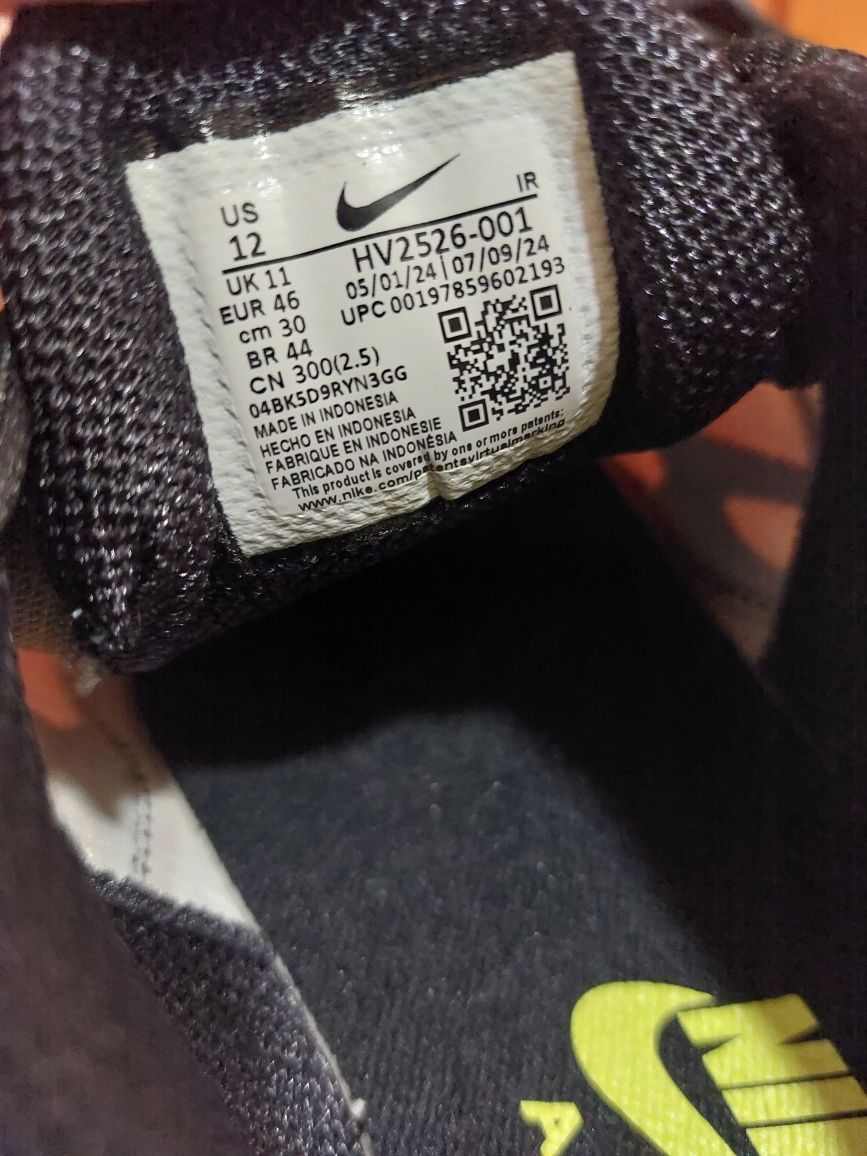 US
12
IR
HV2526-001
05/01/24 | 07/09/24
UPC 00197859602193
UK 11
EUR 46
cm 30
BR 44
CN 300(2.5)
04BK5D9RYN3GG
MADE IN INDONESIA
HECHO EN INDONESIA
FABRIQUE EN INDONESIE
FABRICADO NA INDONÉSIA
This product is covered by one or more patents:
www.nike.com/patentsvirtualmarking